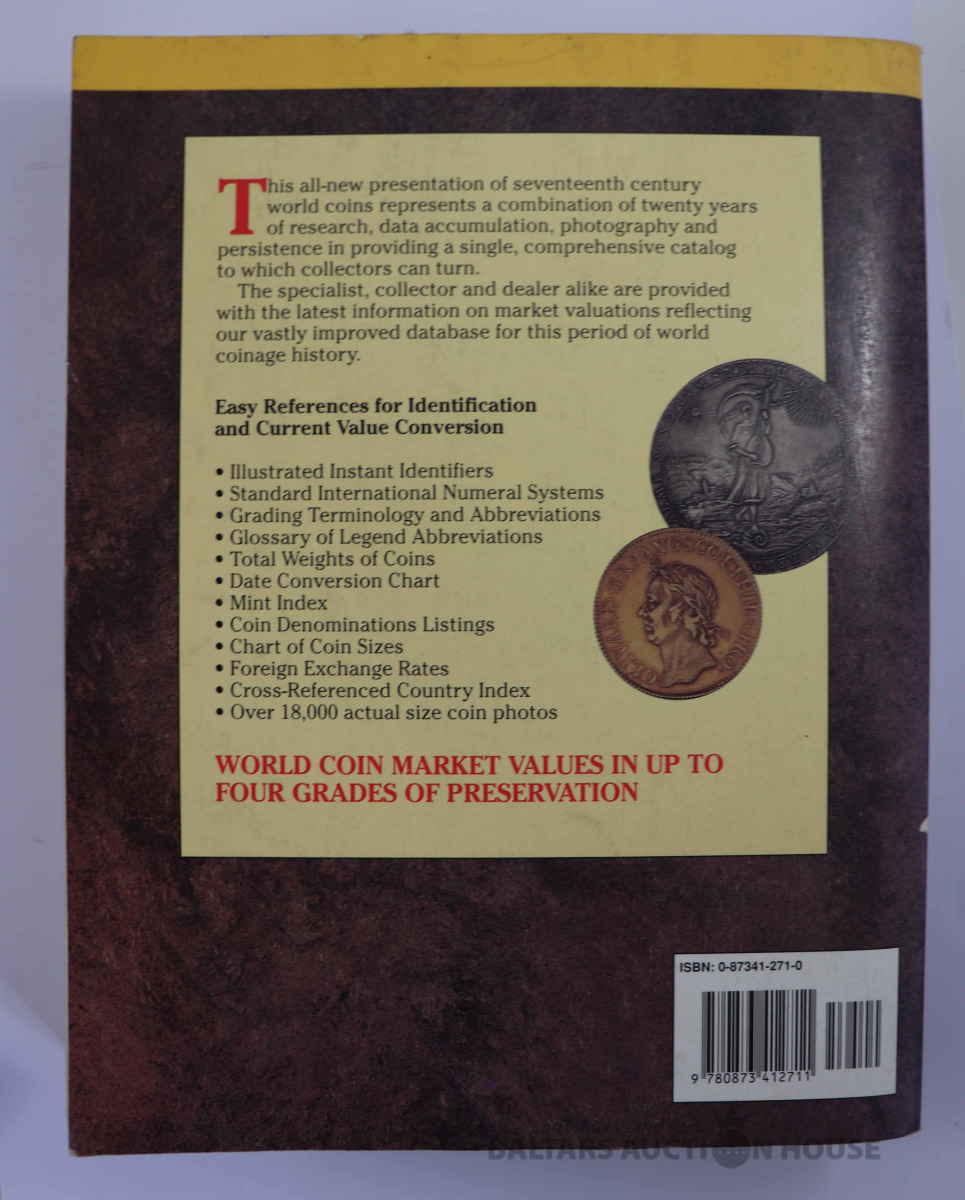 This all-new presentation of seventeenth century
world coins represents a combination of twenty years
of research, data accumulation, photography and
persistence in providing a single, comprehensive catalog
to which collectors can turn.
The specialist, collector and dealer alike are provided
with the latest information on market valuations reflecting
our vastly improved database for this period of world
coinage history.
Easy References for Identification
and Current Value Conversion
• Illustrated Instant Identifiers
• Standard International Numeral Systems
• Grading Terminology and Abbreviations
• Glossary of Legend Abbreviations
• Total Weights of Coins
• Date Conversion Chart
• Mint Index
• Coin Denominations Listings
• Chart of Coin Sizes
• Foreign Exchange Rates
• Cross-Referenced Country Index
• Over 18,000 actual size coin photos
WORLD COIN MARKET VALUES IN UP TO
FOUR GRADES OF PRESERVATION
ISBN: 0-87341-271-0
9 780873 412711
BALTARS AUCTION HOUSE